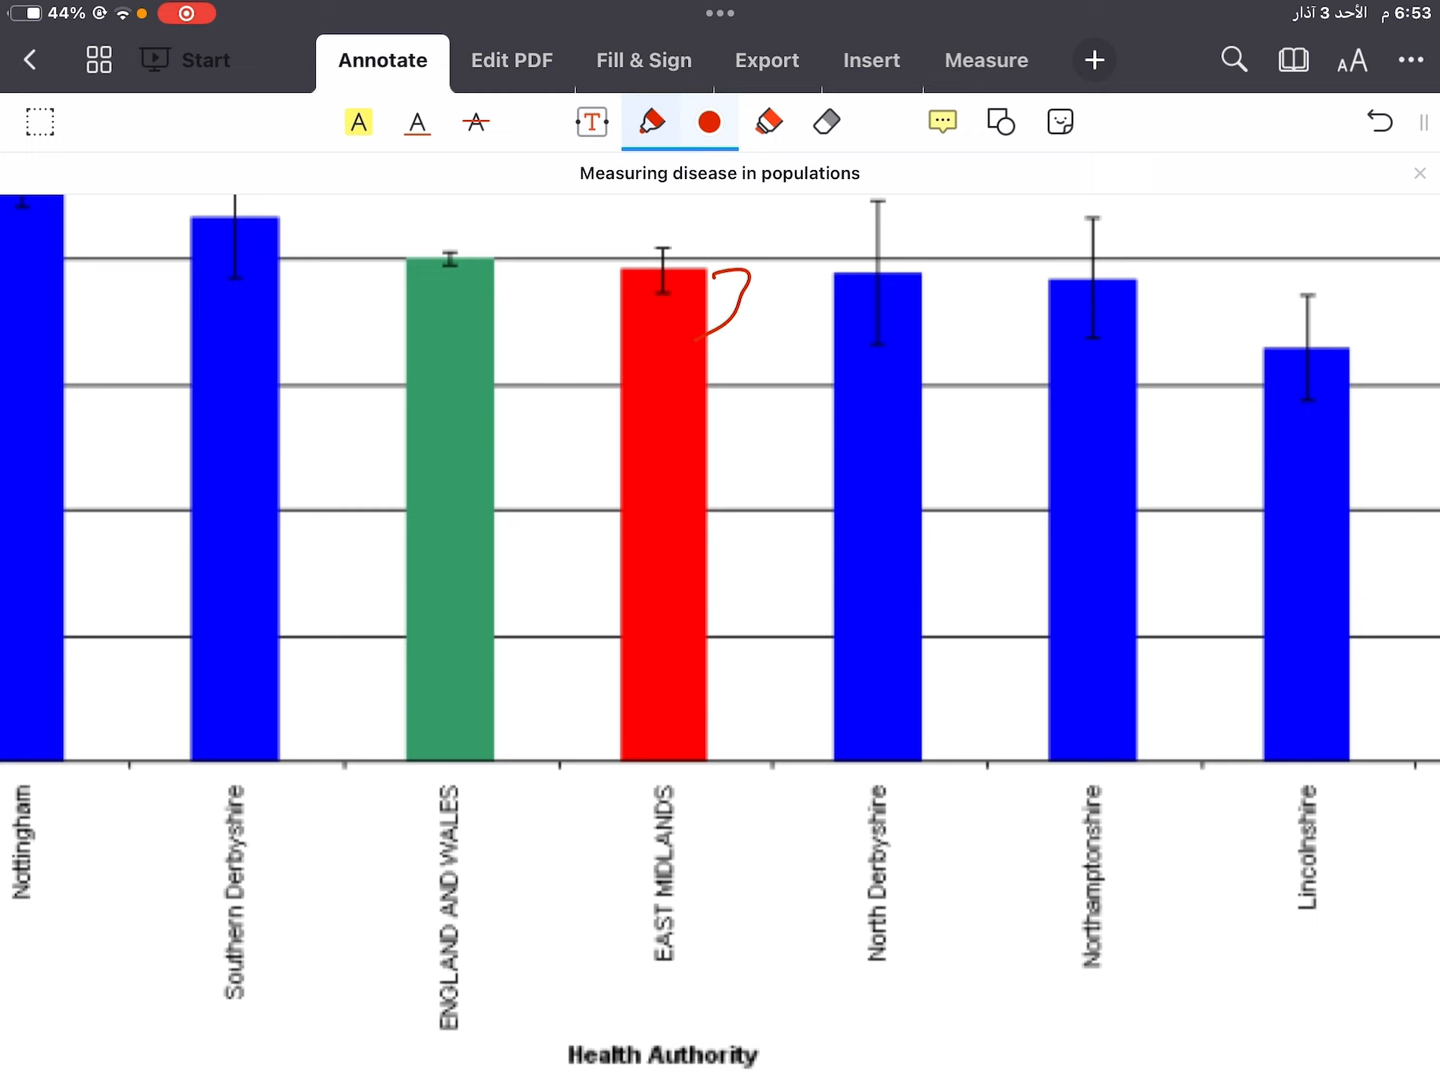 44% الأحد 3 آذار 6:53 م
Start Annotate Edit PDF Fill & Sign Export Insert Measure
A A A T
Measuring disease in populations
Nottingham
Southern Derbyshire
ENGLAND AND WALES
EAST MIDLANDS
North Derbyshire
Northamptonshire
Lincolnshire
Health Authority